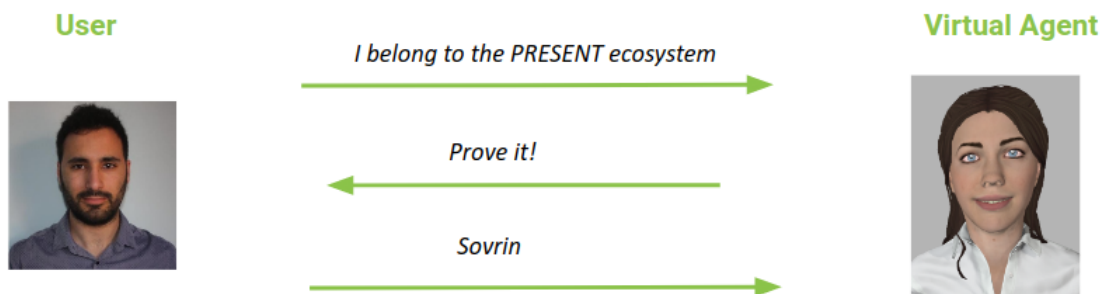 User
Virtual Agent
I belong to the PRESENT ecosystem
Prove it!
Sovrin